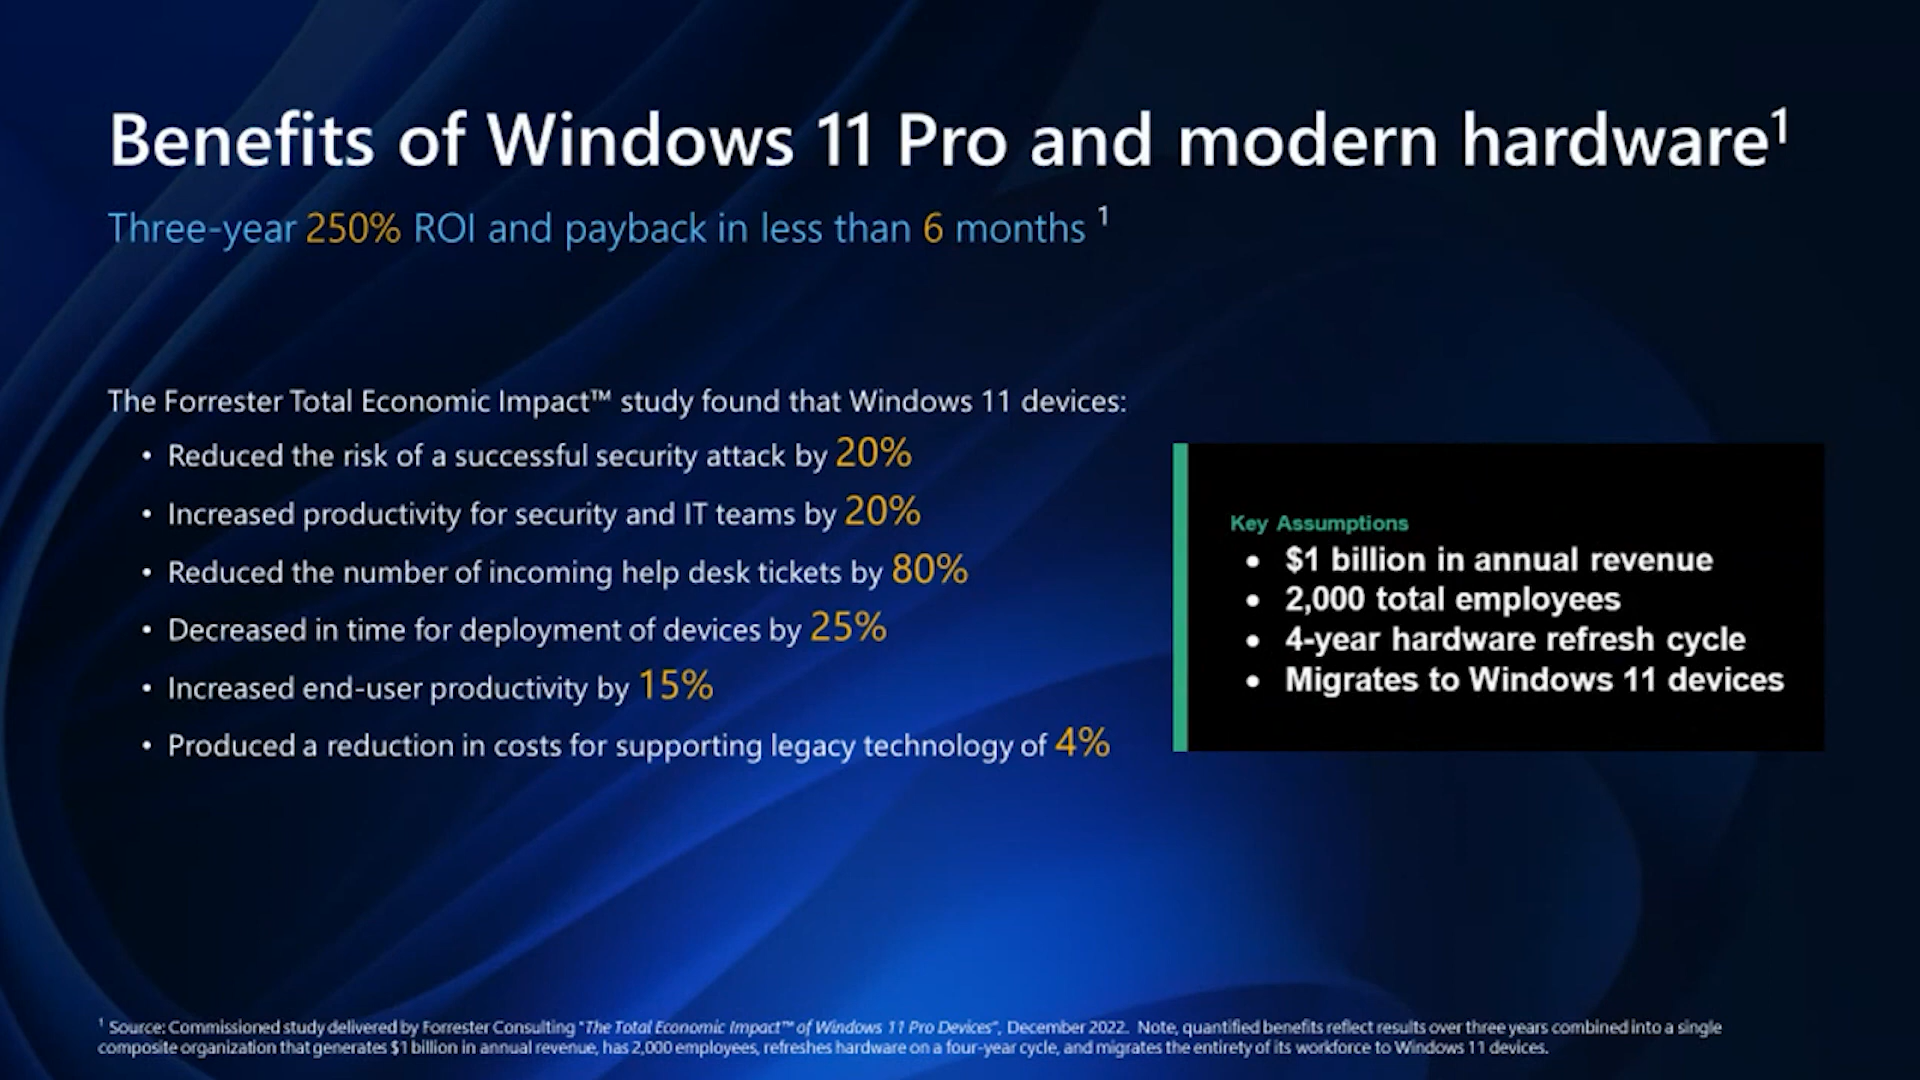 Benefits of Windows 11 Pro and modern hardware¹
Three-year 250% ROI and payback in less than 6 months ¹
The Forrester Total Economic Impact™ study found that Windows 11 devices:
• Reduced the risk of a successful security attack by 20%
• Increased productivity for security and IT teams by 20%
• Reduced the number of incoming help desk tickets by 80%
• Decreased in time for deployment of devices by 25%
• Increased end-user productivity by 15%
• Produced a reduction in costs for supporting legacy technology of 4%
Key Assumptions
• $1 billion in annual revenue
• 2,000 total employees
• 4-year hardware refresh cycle
• Migrates to Windows 11 devices
¹ Source: Commissioned study delivered by Forrester Consulting "The Total Economic Impact™ of Windows 11 Pro Devices", December 2022. Note, quantified benefits reflect results over three years combined into a single
composite organization that generates $1 billion in annual revenue, has 2,000 employees, refreshes hardware on a four-year cycle, and migrates the entirety of its workforce to Windows 11 devices.